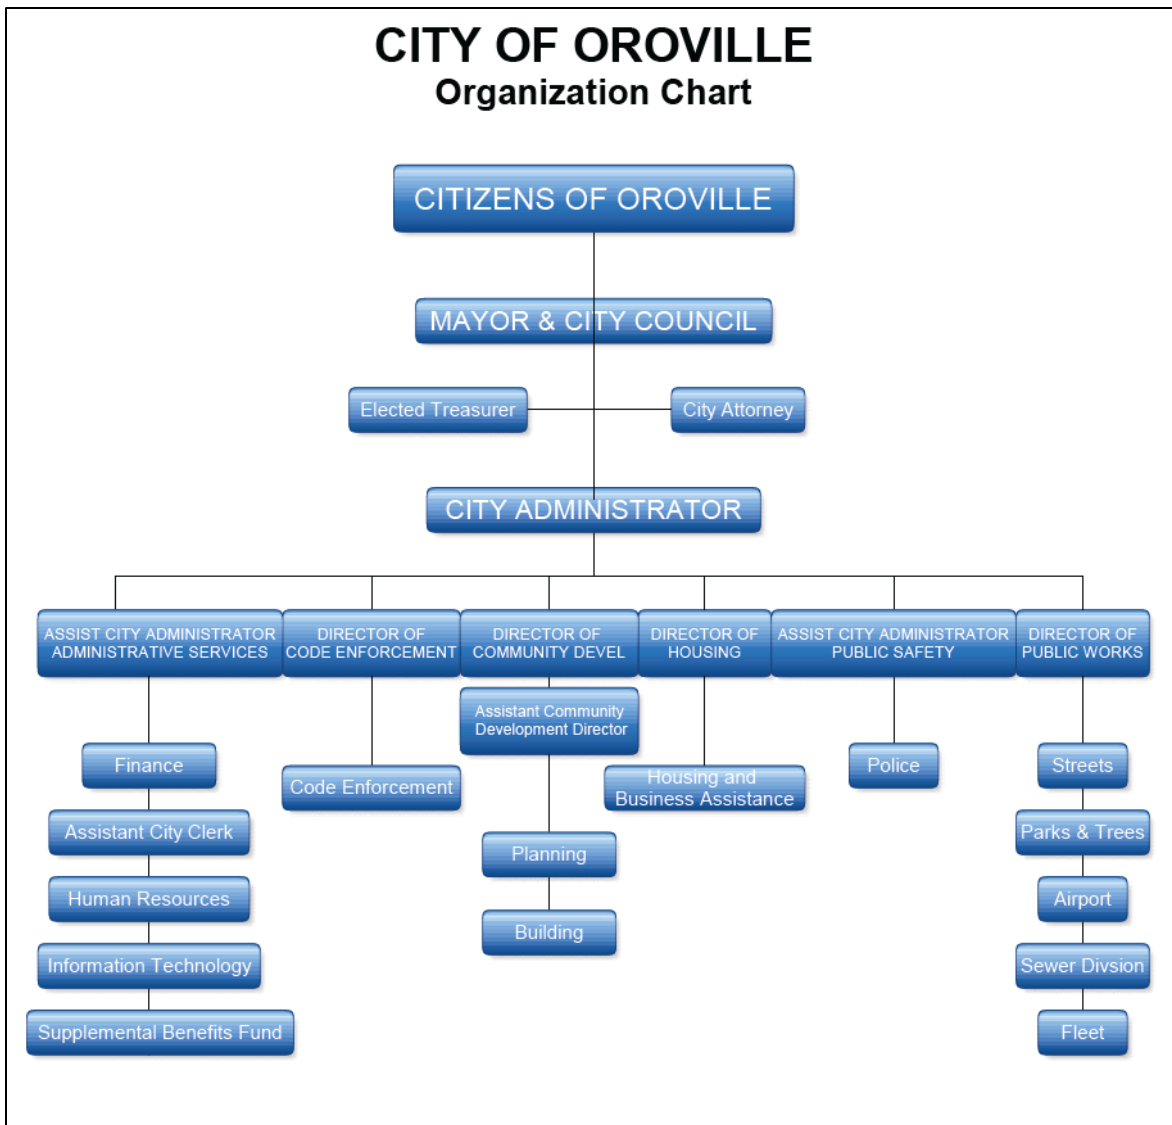 CITY OF OROVILLE
Organization Chart
CITIZENS OF OROVILLE
MAYOR & CITY COUNCIL
Elected Treasurer
City Attorney
CITY ADMINISTRATOR
ASSIST CITY ADMINISTRATOR
ADMINISTRATIVE SERVICES
DIRECTOR OF
CODE ENFORCEMENT
DIRECTOR OF
COMMUNITY DEVEL
DIRECTOR OF
HOUSING
ASSIST CITY ADMINISTRATOR
PUBLIC SAFETY
DIRECTOR OF
PUBLIC WORKS
Finance
Assistant City Clerk
Human Resources
Information Technology
Supplemental Benefits Fund
Code Enforcement
Assistant Community
Development Director
Planning
Building
Housing and
Business Assistance
Police
Streets
Parks & Trees
Airport
Sewer Divsion
Fleet